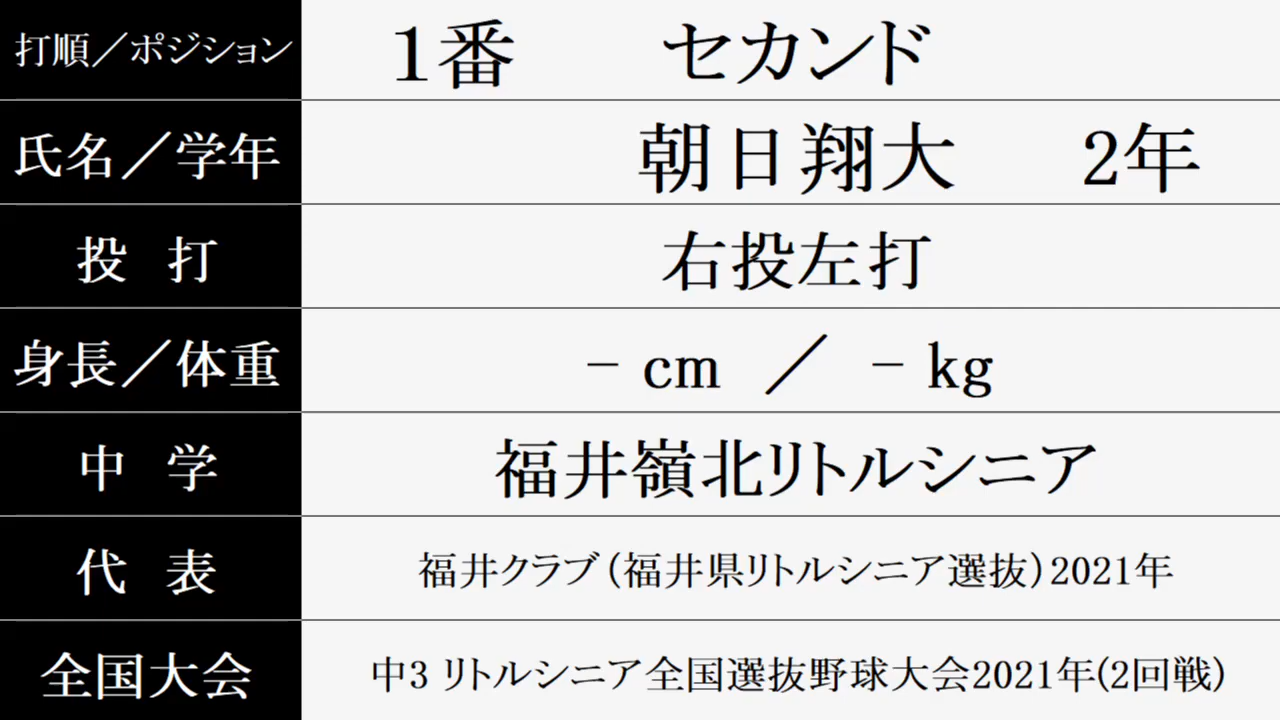 打順／ポジション 1番 セカンド
氏名／学年 朝日翔大 2年
投 打 右投左打
身長／体重 － cm ／ － kg
中 学 福井嶺北リトルシニア
代 表 福井クラブ（福井県リトルシニア選抜）2021年
全国大会 中3 リトルシニア全国選抜野球大会2021年(2回戦)